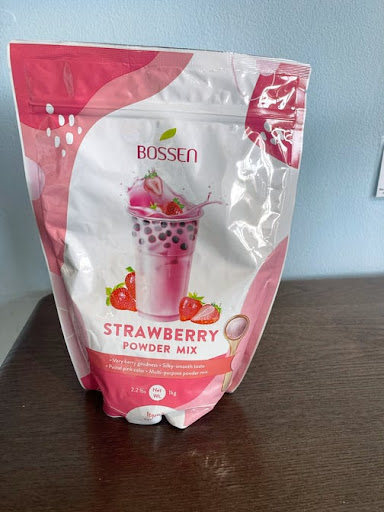 BOSSEN
STRAWBERRY
POWDER MIX
• Very berry goodness • Silky-smooth taste
• Pastel pink color • Multi-purpose powder mix
2.2 lbs Net Wt. 1kg